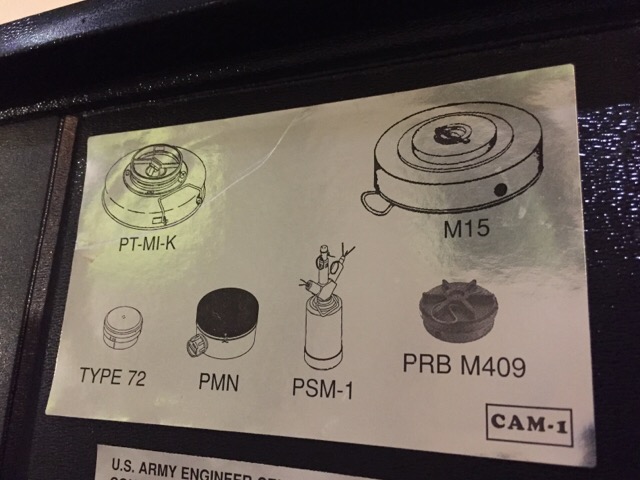 PT-MI-K
M15
TYPE 72
PMN
PSM-1
PRB M409
CAM-1
U.S. ARMY ENGINEER